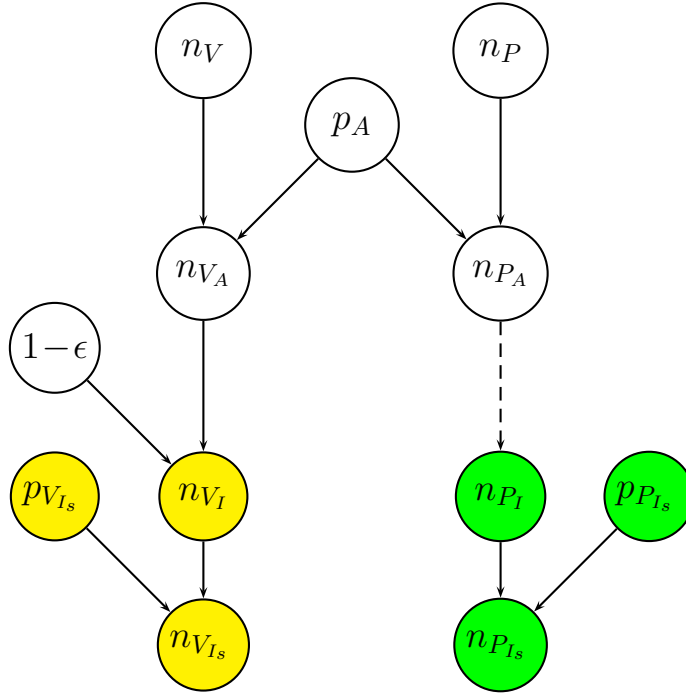 n_V n_P
p_A
n_{V_A} n_{P_A}
1−ϵ
p_{V_{I_s}} n_{V_I} n_{P_I} p_{P_{I_s}}
n_{V_{I_s}} n_{P_{I_s}}